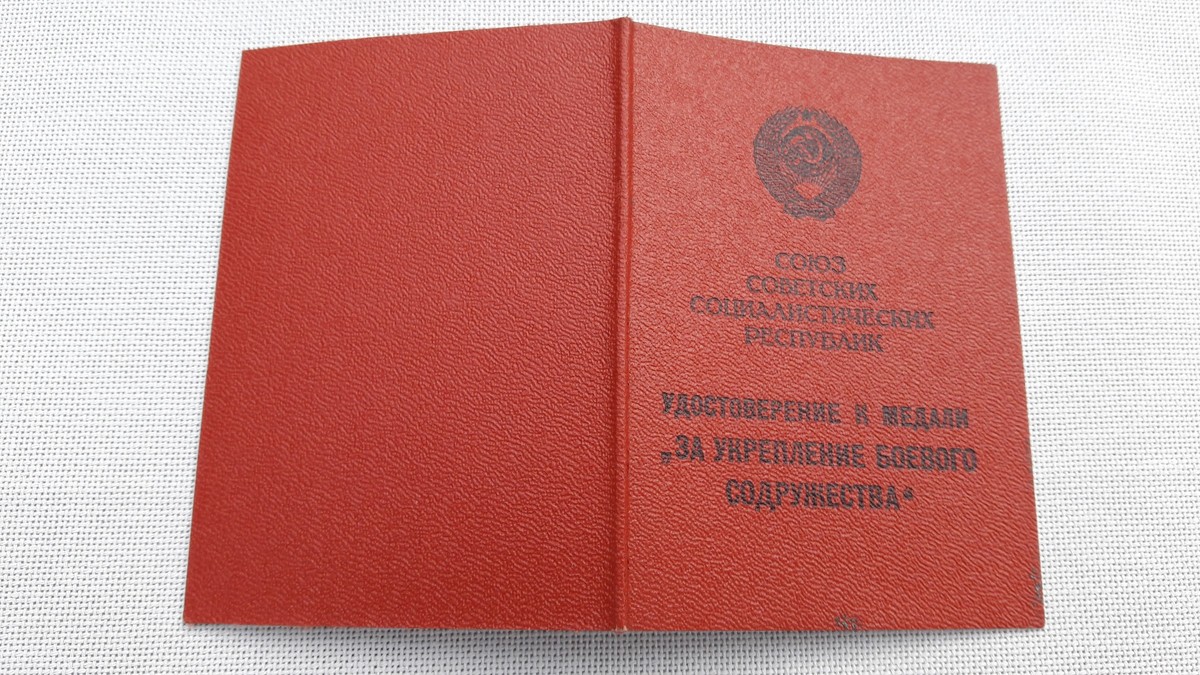 СОЮЗ
СОВЕТСКИХ
СОЦИАЛИСТИЧЕСКИХ
РЕСПУБЛИК
УДОСТОВЕРЕНИЕ К МЕДАЛИ
„ЗА УКРЕПЛЕНИЕ БОЕВОГО
СОДРУЖЕСТВА“